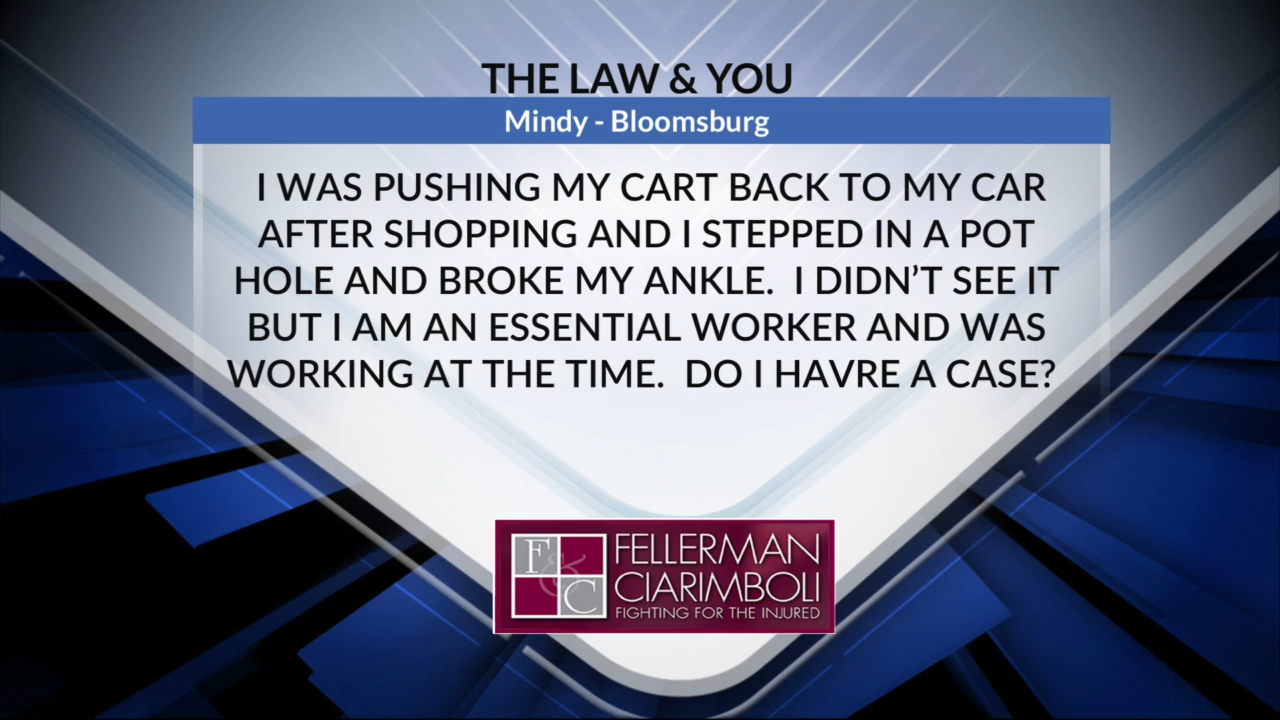 THE LAW & YOU
Mindy - Bloomsburg
I WAS PUSHING MY CART BACK TO MY CAR
AFTER SHOPPING AND I STEPPED IN A POT
HOLE AND BROKE MY ANKLE. I DIDN’T SEE IT
BUT I AM AN ESSENTIAL WORKER AND WAS
WORKING AT THE TIME. DO I HAVRE A CASE?
F&C
FELLERMAN
CIARIMBOLI
FIGHTING FOR THE INJURED